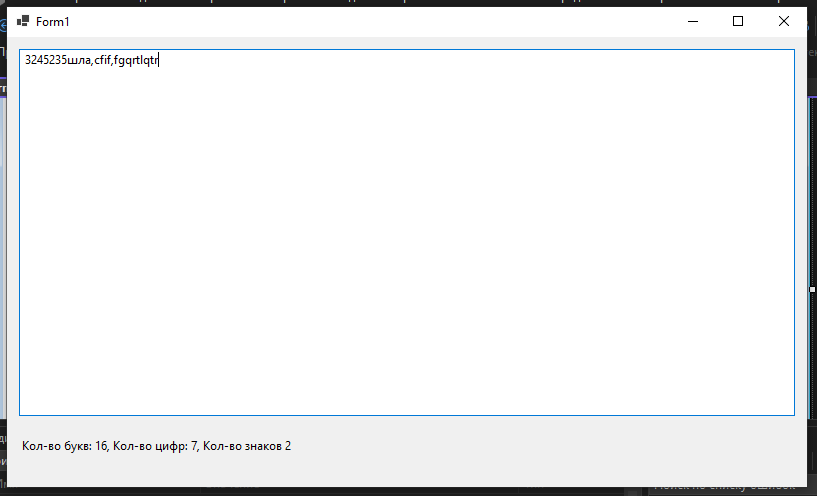 Form1
3245235шла,cfif,fgqrtlqtr
Кол-во букв: 16, Кол-во цифр: 7, Кол-во знаков 2